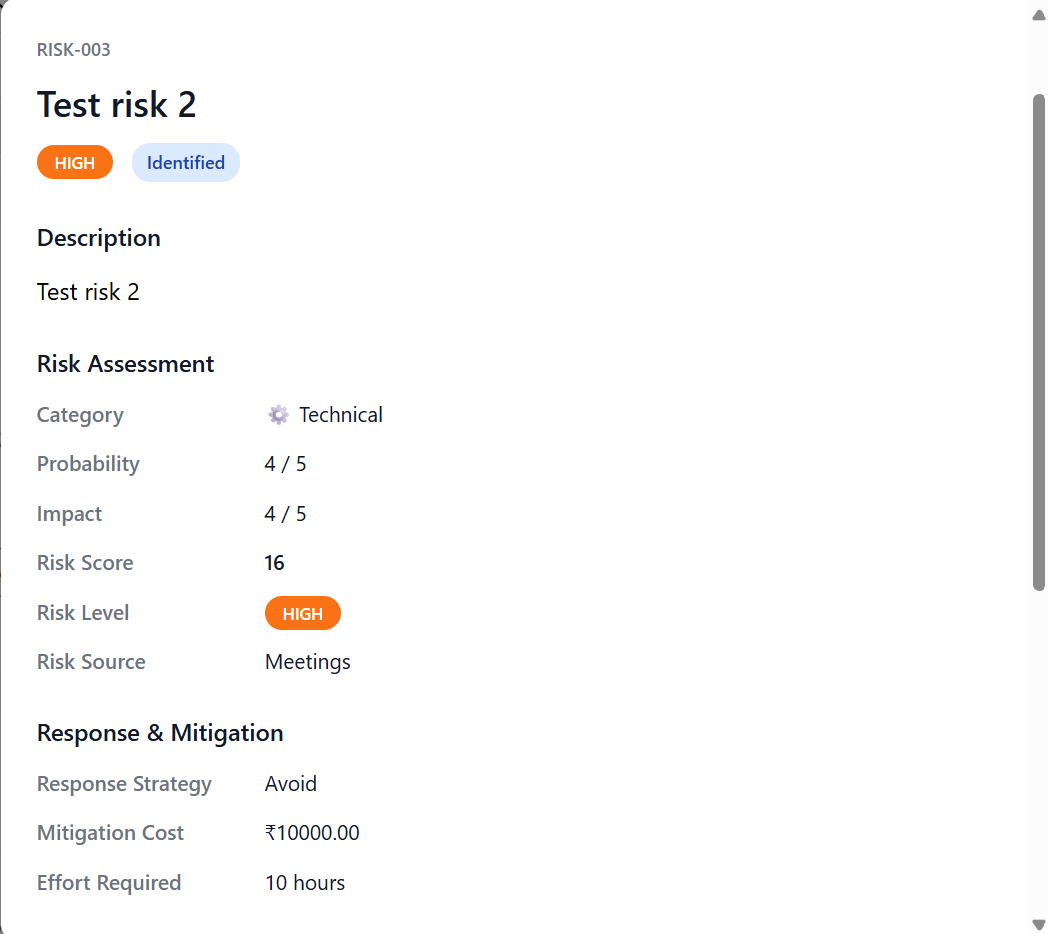 RISK-003
Test risk 2
HIGH Identified
Description
Test risk 2
Risk Assessment
Category Technical
Probability 4 / 5
Impact 4 / 5
Risk Score 16
Risk Level HIGH
Risk Source Meetings
Response & Mitigation
Response Strategy Avoid
Mitigation Cost ₹10000.00
Effort Required 10 hours